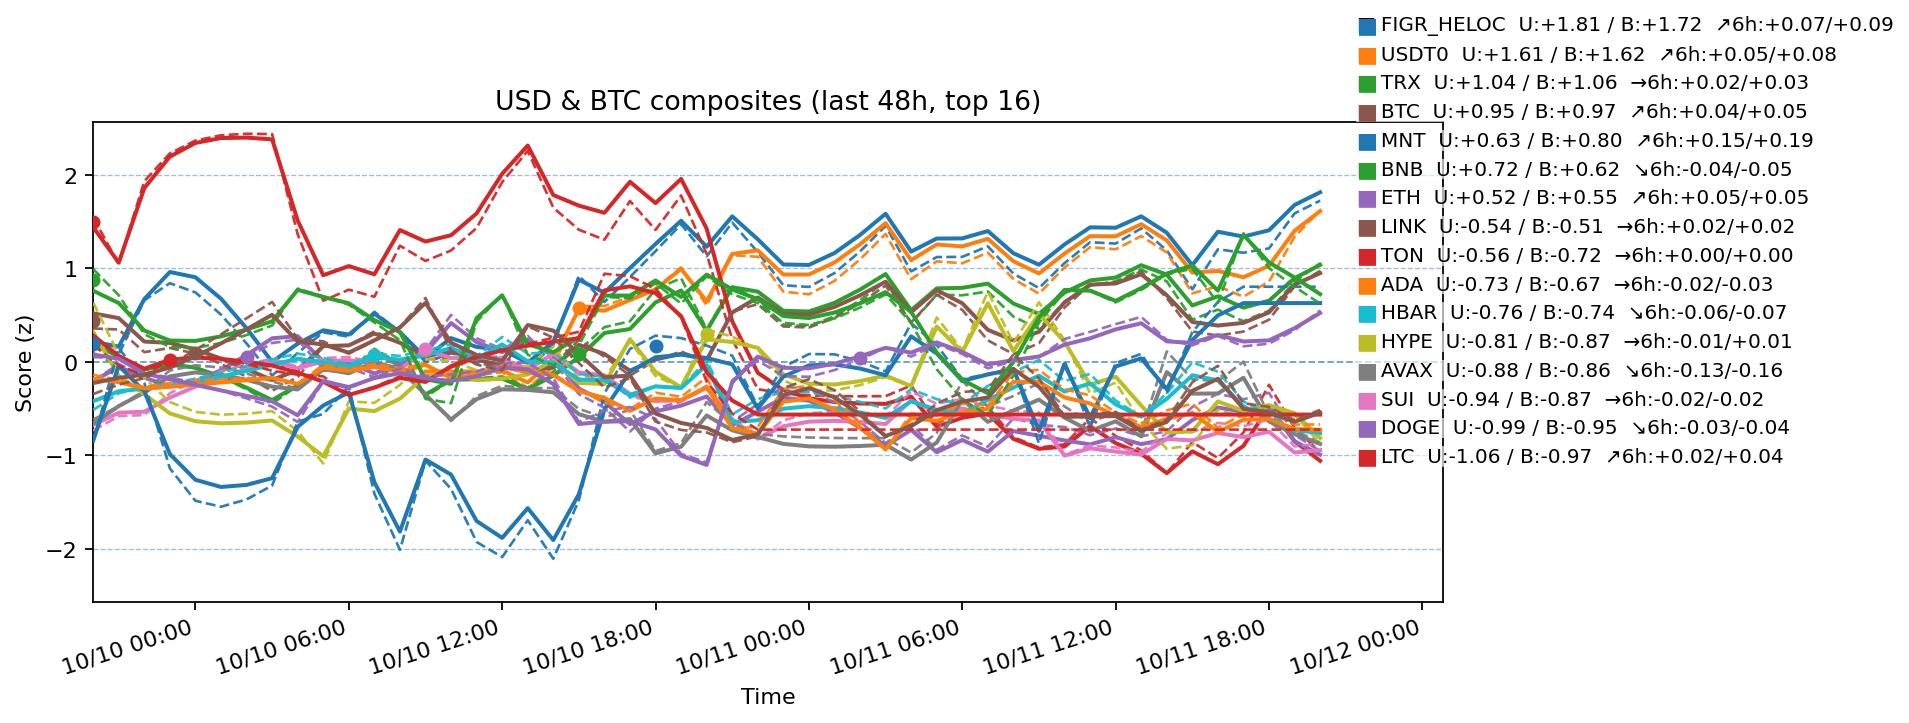 FIGR_HELOC U:+1.81 / B:+1.72 ↗6h:+0.07/+0.09
USDT0 U:+1.61 / B:+1.62 ↗6h:+0.05/+0.08
TRX U:+1.04 / B:+1.06 →6h:+0.02/+0.03
BTC U:+0.95 / B:+0.97 ↗6h:+0.04/+0.05
MNT U:+0.63 / B:+0.80 ↗6h:+0.15/+0.19
BNB U:+0.72 / B:+0.62 ↘6h:-0.04/-0.05
ETH U:+0.52 / B:+0.55 ↗6h:+0.05/+0.05
LINK U:-0.54 / B:-0.51 →6h:+0.02/+0.02
TON U:-0.56 / B:-0.72 →6h:+0.00/+0.00
ADA U:-0.73 / B:-0.67 →6h:-0.02/-0.03
HBAR U:-0.76 / B:-0.74 ↘6h:-0.06/-0.07
HYPE U:-0.81 / B:-0.87 →6h:-0.01/+0.01
AVAX U:-0.88 / B:-0.86 ↘6h:-0.13/-0.16
SUI U:-0.94 / B:-0.87 →6h:-0.02/-0.02
DOGE U:-0.99 / B:-0.95 ↘6h:-0.03/-0.04
LTC U:-1.06 / B:-0.97 ↗6h:+0.02/+0.04
USD & BTC composites (last 48h, top 16)
Score (z)
2
1
0
−1
−2
10/10 00:00
10/10 06:00
10/10 12:00
10/10 18:00
10/11 00:00
10/11 06:00
10/11 12:00
10/11 18:00
10/12 00:00
Time